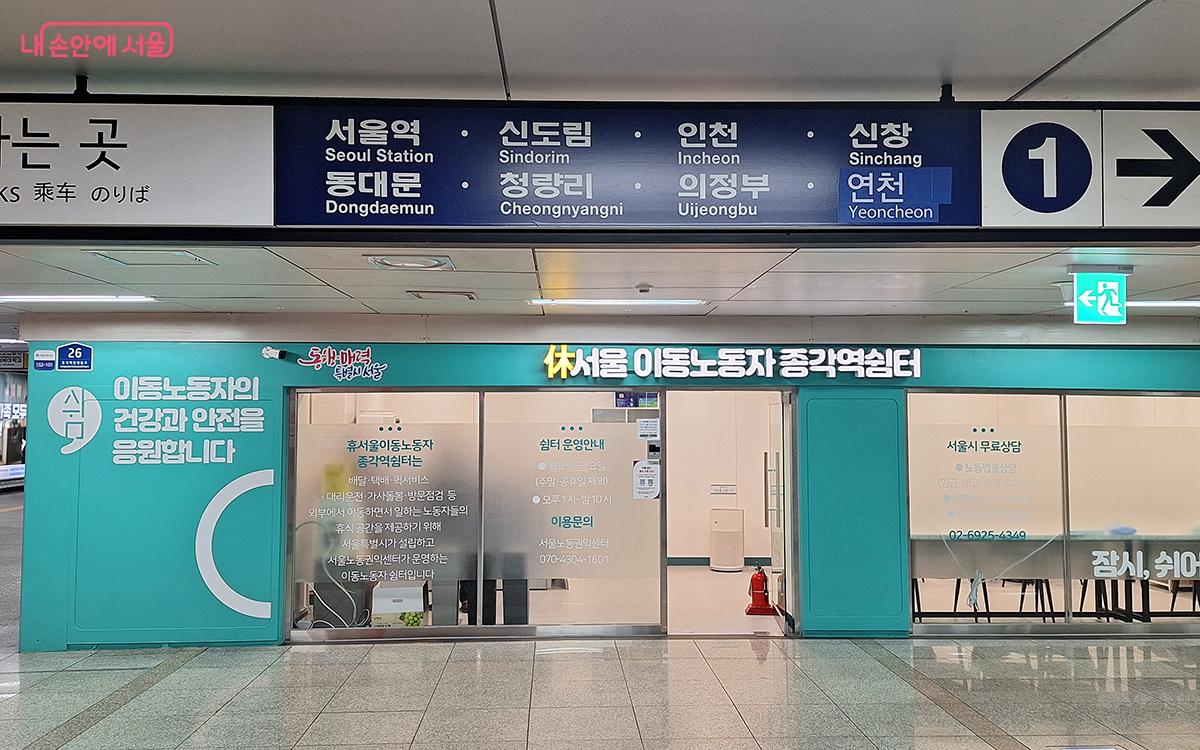 내 손안에 서울
는 곳
KS 乘车 のりば
서울역 · 신도림 · 인천 · 신창
Seoul Station Sindorim Incheon Sinchang
동대문 · 청량리 · 의정부 · 연천
Dongdaemun Cheongnyangni Uijeongbu Yeoncheon
1
26
152-101
동행·매력
특별시 서울
休서울 이동노동자 종각역쉼터
쉼
이동노동자의
건강과 안전을
응원합니다
휴서울이동노동자
종각역쉼터는
배달·택배·퀵서비스
·대리운전·가사돌봄·방문점검 등
외부에서 이동하면서 일하는 노동자들의
휴식 공간을 제공하기 위해
서울특별시가 설립하고
서울노동권익센터가 운영하는
이동노동자 쉼터입니다
쉼터 운영안내
월요일~금요일
(주말·공휴일 제외)
오후 1시~밤 10시
이용문의
서울노동권익센터
070-4304-1601
서울시 무료상담
노동법률상담
02-6925-4349
잠시, 쉬어